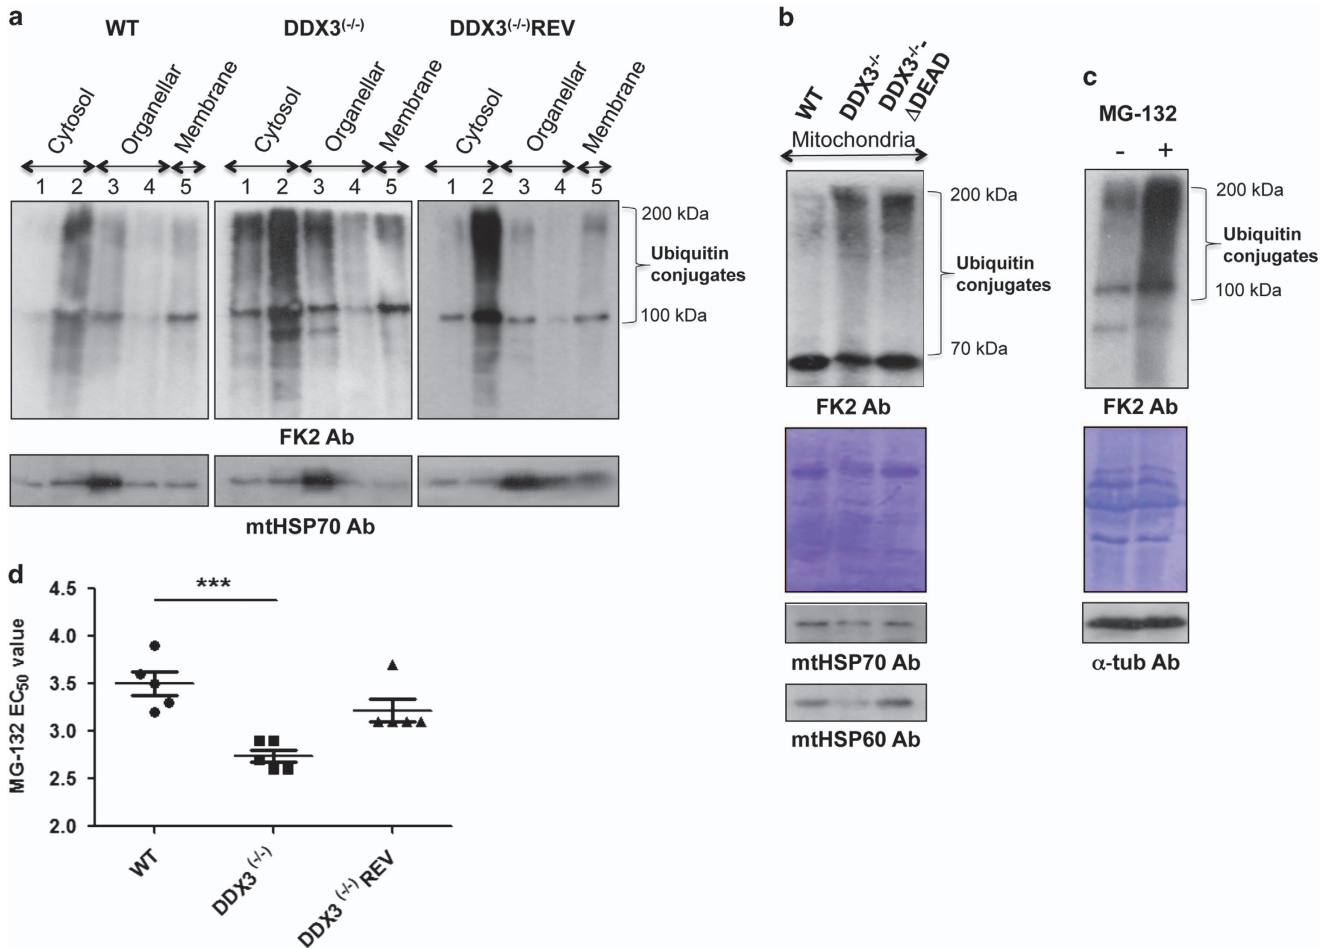 a
WT
DDX3(-/-)
DDX3(-/-)REV
Cytosol
Organellar
Membrane
Cytosol
Organellar
Membrane
Cytosol
Organellar
Membrane
1 2 3 4 5
1 2 3 4 5
1 2 3 4 5
200 kDa
Ubiquitin
conjugates
100 kDa
FK2 Ab
mtHSP70 Ab
b
WT
DDX3-/-
DDX3-/--
ΔDEAD
Mitochondria
200 kDa
Ubiquitin
conjugates
70 kDa
FK2 Ab
mtHSP70 Ab
mtHSP60 Ab
c
MG-132
- +
200 kDa
Ubiquitin
conjugates
100 kDa
FK2 Ab
α-tub Ab
d
MG-132 EC50 value
4.5
4.0
3.5
3.0
2.5
2.0
***
WT
DDX3 (-/-)
DDX3 (-/-) REV